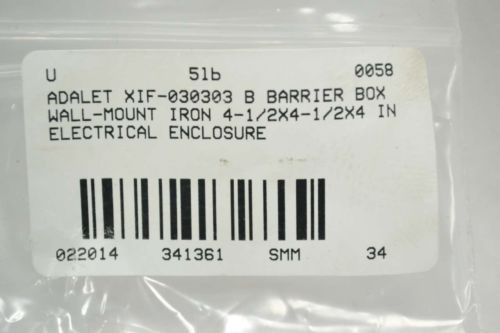 U 51b 0058
ADALET XIF-030303 B BARRIER BOX
WALL-MOUNT IRON 4-1/2X4-1/2X4 IN
ELECTRICAL ENCLOSURE
022014 341361 SMM 34